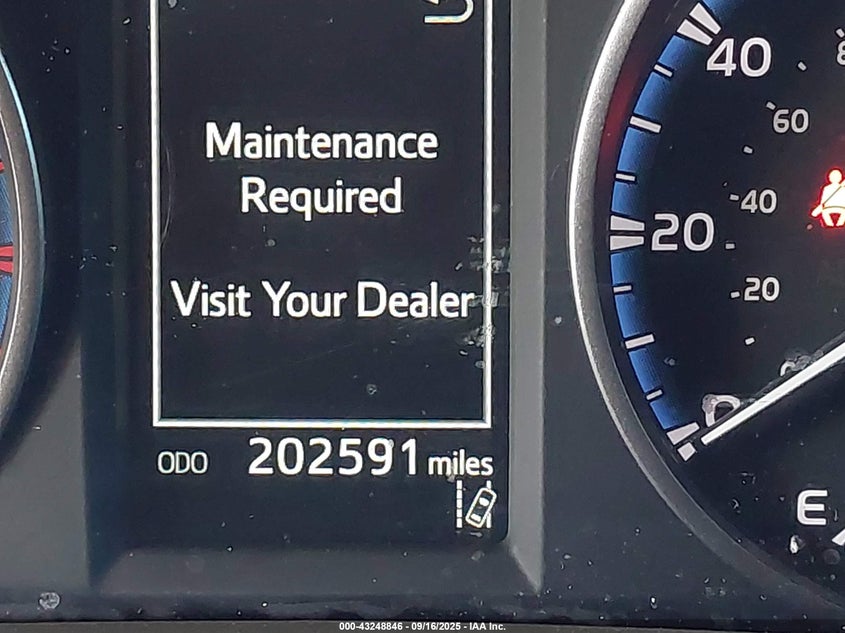 Maintenance
Required
Visit Your Dealer
ODO 202591 miles
40
60
40
20
20
0
E
000-43248846 - 09/16/2025 - IAA Inc.